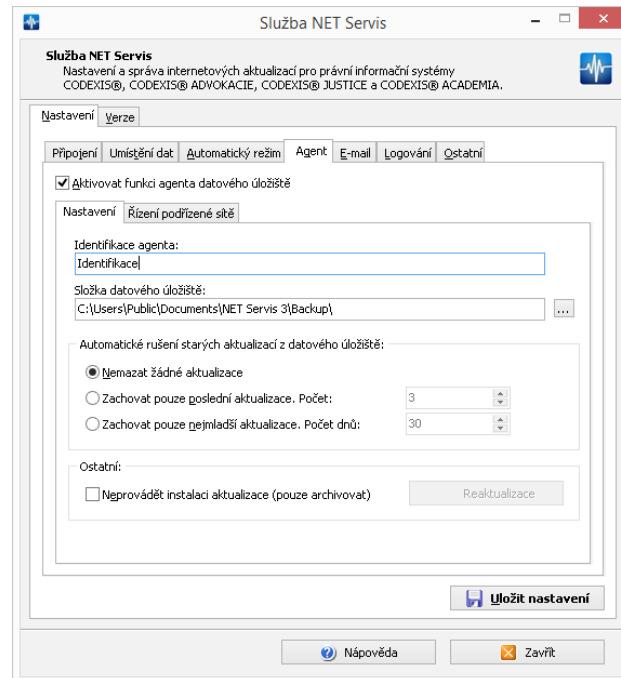 Služba NET Servis
Služba NET Servis
Nastavení a správa internetových aktualizací pro právní informační systémy
CODEXIS®, CODEXIS® ADVOKACIE, CODEXIS® JUSTICE a CODEXIS® ACADEMIA.
Nastavení Verze
Připojení Umístění dat Automatický režim Agent E-mail Logování Ostatní
Aktivovat funkci agenta datového úložiště
Nastavení Řízení podřízené sítě
Identifikace agenta:
Identifikace
Složka datového úložiště:
C:\Users\Public\Documents\NET Servis 3\Backup\ ...
Automatické rušení starých aktualizací z datového úložiště:
Nemazat žádné aktualizace
Zachovat pouze poslední aktualizace. Počet: 3
Zachovat pouze nejmladší aktualizace. Počet dnů: 30
Ostatní:
Neprovádět instalaci aktualizace (pouze archivovat) Reaktualizace
Uložit nastavení
Nápověda Zavřít